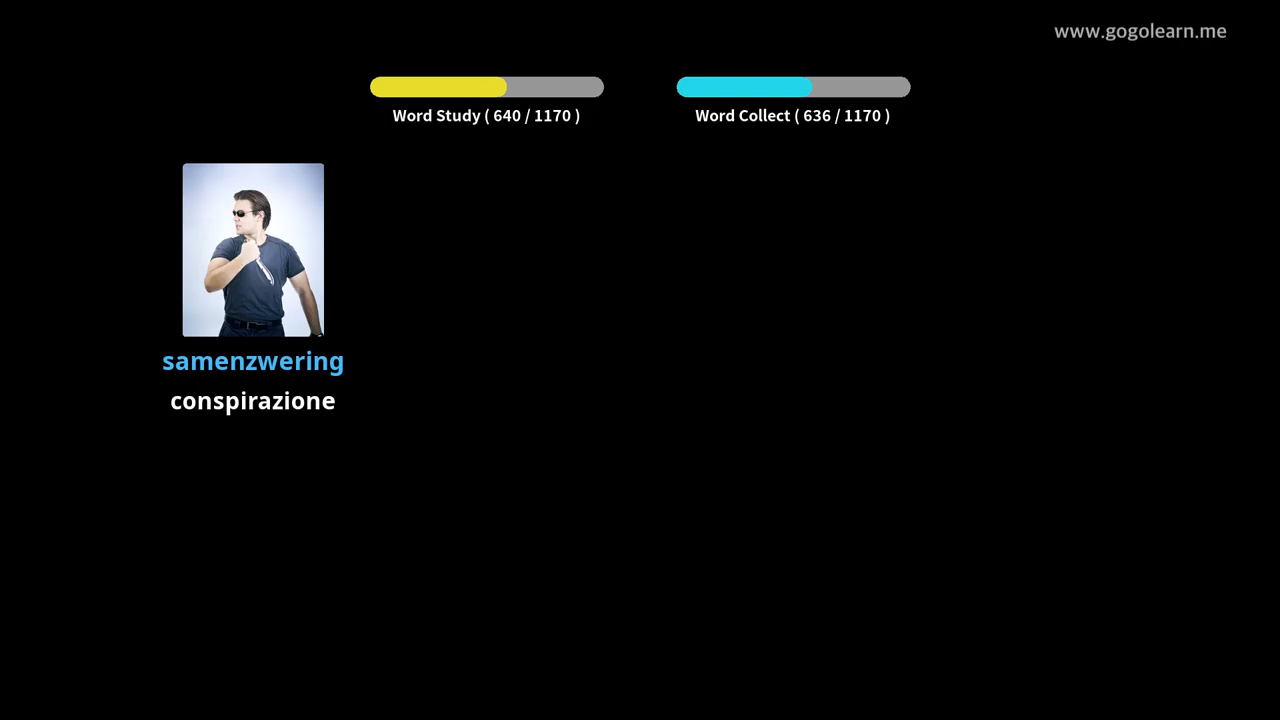 www.gogolearn.me
Word Study ( 640 / 1170 )
Word Collect ( 636 / 1170 )
samenzwering
conspirazione